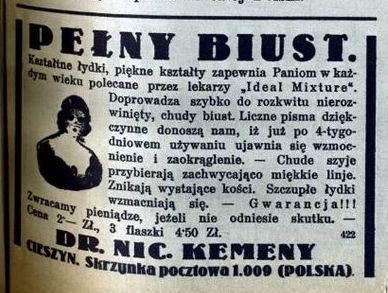 PEŁNY BIUST.
Kształtne łydki, piękne kształty zapewnia Paniom w każ-
dym wieku polecane przez lekarzy „Ideal Mixture".
Doprowadza szybko do rozkwitu nieroz-
winięty, chudy biust. Liczne pisma dzięk-
czynne donoszą nam, iż już po 4-tygo-
dniowem używaniu ujawnia się wzmoc-
nienie i zaokrąglenie. — Chude szyje
przybierają zachwycająco miękkie linje.
Znikają wystające kości. Szczupłe łydki
wzmacniają się. — Gwarancja!!!
Zwracamy pieniądze, jeżeli nie odniesie skutku. —
Cena 2·— Zł., 3 flaszki 4·50 Zł. 422
DR. NIC. KEMENY
CIESZYN. Skrzynka pocztowa 1.009 (POLSKA).